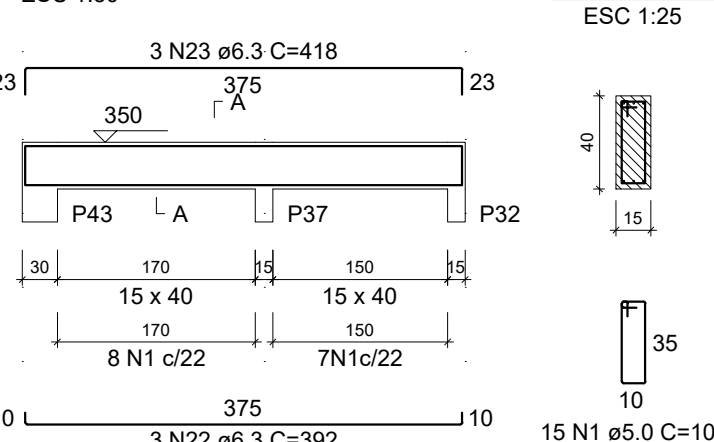 ESC 1:25
3 N23 ø6.3 C=418
23 375 23
A
350
40
P43 A P37 P32
15
30 170 15 150 15
15 x 40 15 x 40
170 150
8 N1 c/22 7N1c/22
35
10
375 10
3 N22 ø6.3 C=392
15 N1 ø5.0 C=10